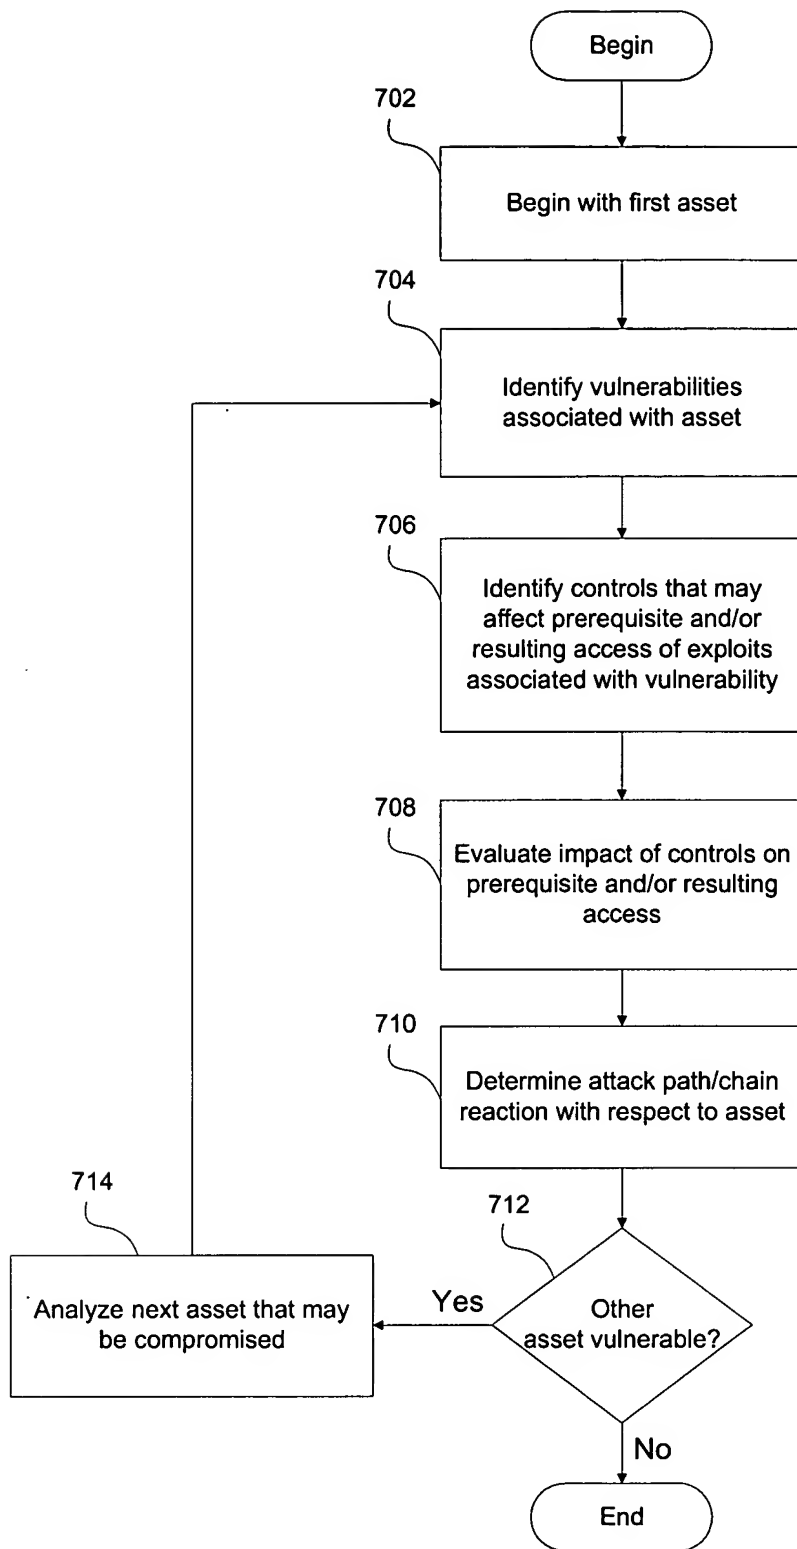 Begin
702
Begin with first asset
704
Identify vulnerabilities
associated with asset
706
Identify controls that may
affect prerequisite and/or
resulting access of exploits
associated with vulnerability
708
Evaluate impact of controls on
prerequisite and/or resulting
access
710
Determine attack path/chain
reaction with respect to asset
714
712
Analyze next asset that may
be compromised
Yes
Other
asset vulnerable?
No
End